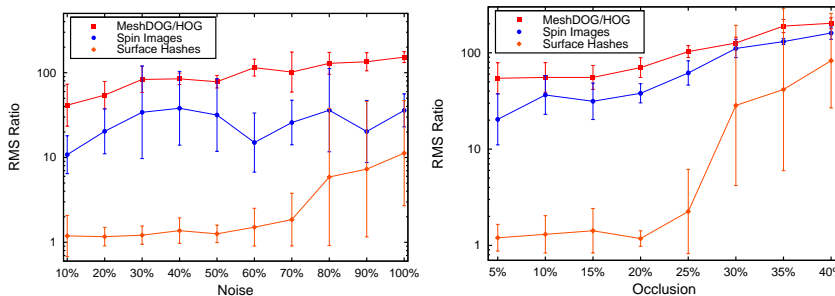 MeshDOG/HOG
Spin Images
Surface Hashes
RMS Ratio
100
10
1
10% 20% 30% 40% 50% 60% 70% 80% 90% 100%
Noise
MeshDOG/HOG
Spin Images
Surface Hashes
RMS Ratio
100
10
1
5% 10% 15% 20% 25% 30% 35% 40%
Occlusion